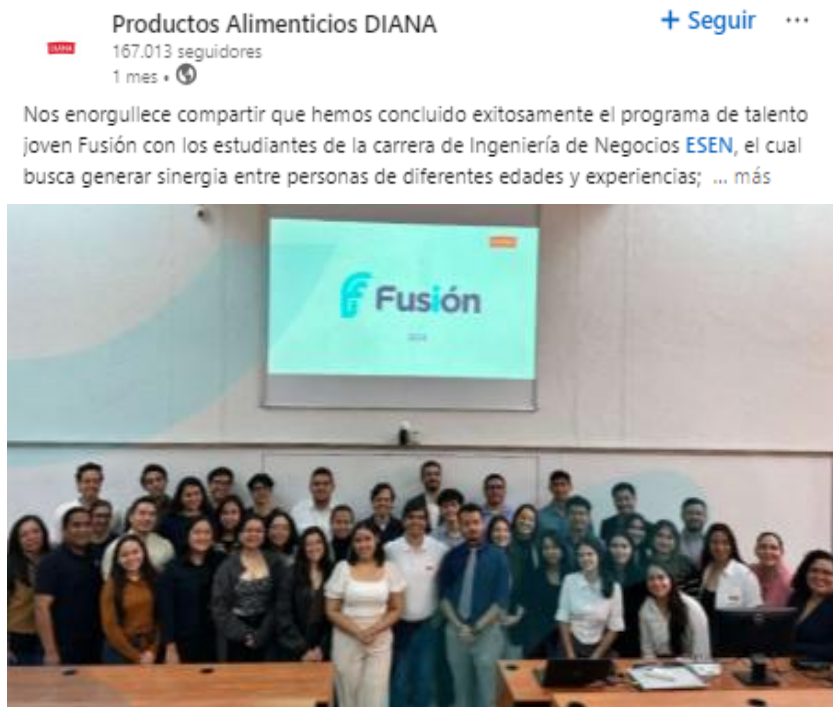 DIANA
Productos Alimenticios DIANA
+ Seguir ...
167.013 seguidores
1 mes •
Nos enorgullece compartir que hemos concluido exitosamente el programa de talento
joven Fusión con los estudiantes de la carrera de Ingeniería de Negocios ESEN, el cual
busca generar sinergia entre personas de diferentes edades y experiencias; ... más
Fusión